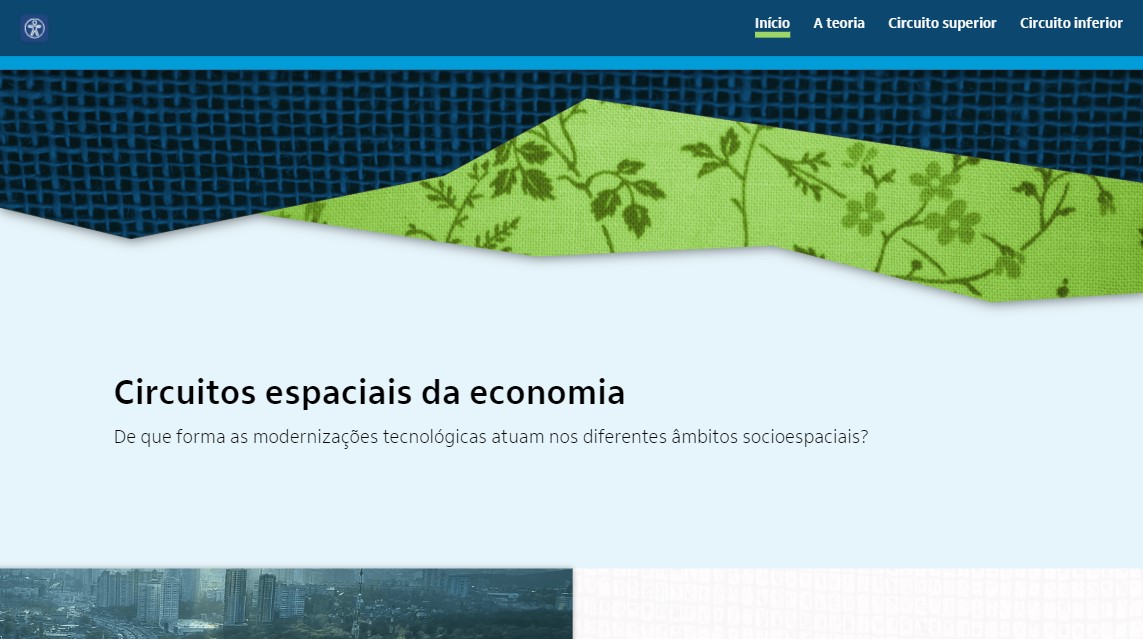 Início
A teoria
Circuito superior
Circuito inferior
Circuitos espaciais da economia
De que forma as modernizações tecnológicas atuam nos diferentes âmbitos socioespaciais?